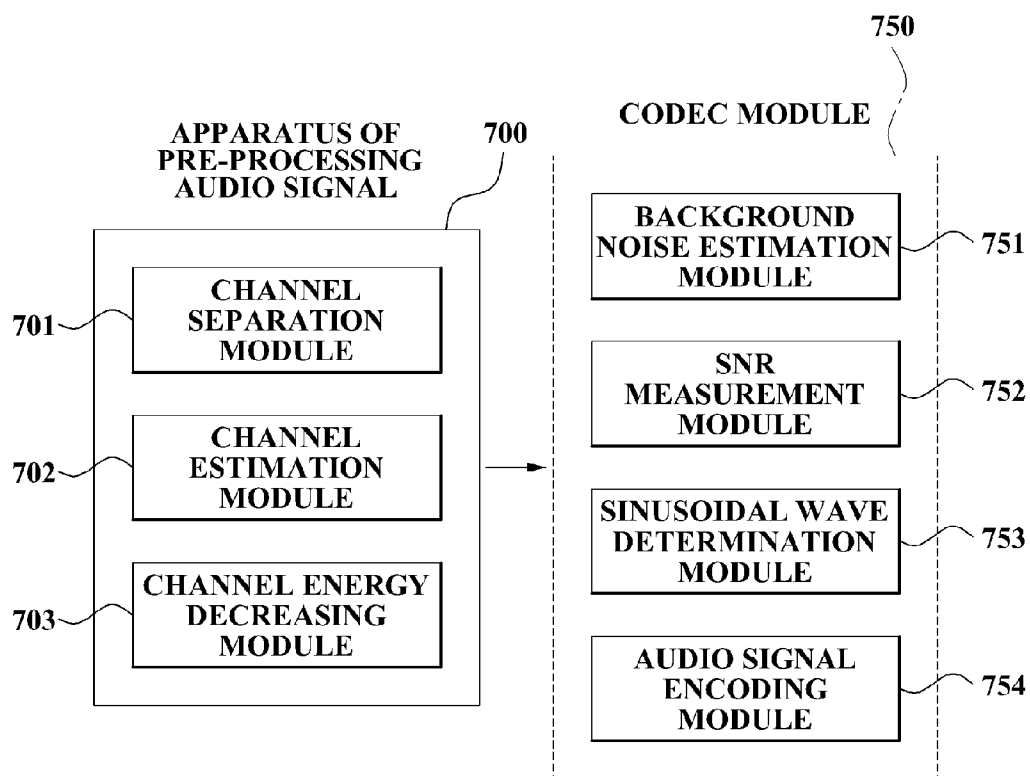 750
CODEC MODULE
APPARATUS OF
PRE-PROCESSING
AUDIO SIGNAL
700
CHANNEL
SEPARATION
MODULE
701
CHANNEL
ESTIMATION
MODULE
702
CHANNEL ENERGY
DECREASING
MODULE
703
BACKGROUND
NOISE ESTIMATION
MODULE
751
SNR
MEASUREMENT
MODULE
752
SINUSOIDAL WAVE
DETERMINATION
MODULE
753
AUDIO SIGNAL
ENCODING
MODULE
754